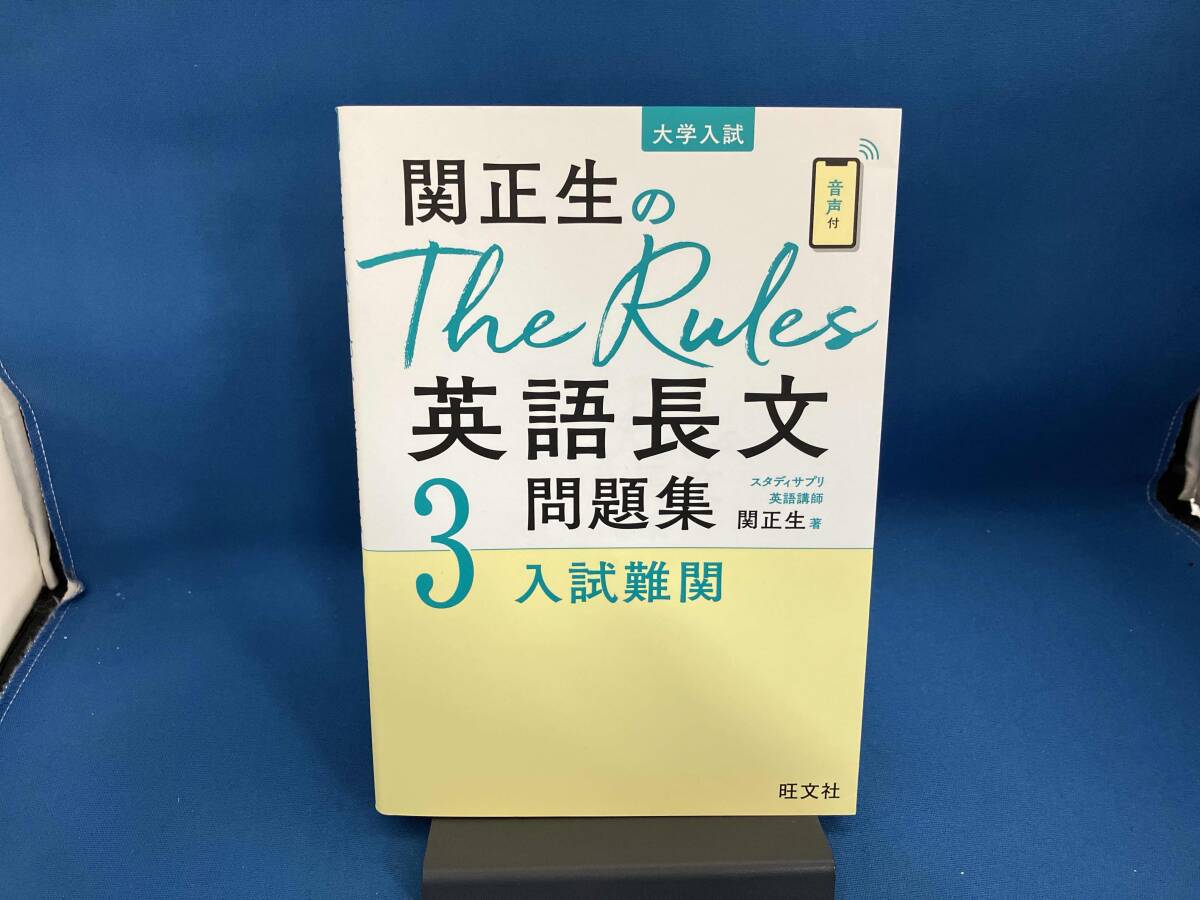 大学入試
音声付
関正生の
The Rules
英語長文
問題集
スタディサプリ
英語講師
関正生 著
3
入試難関
旺文社